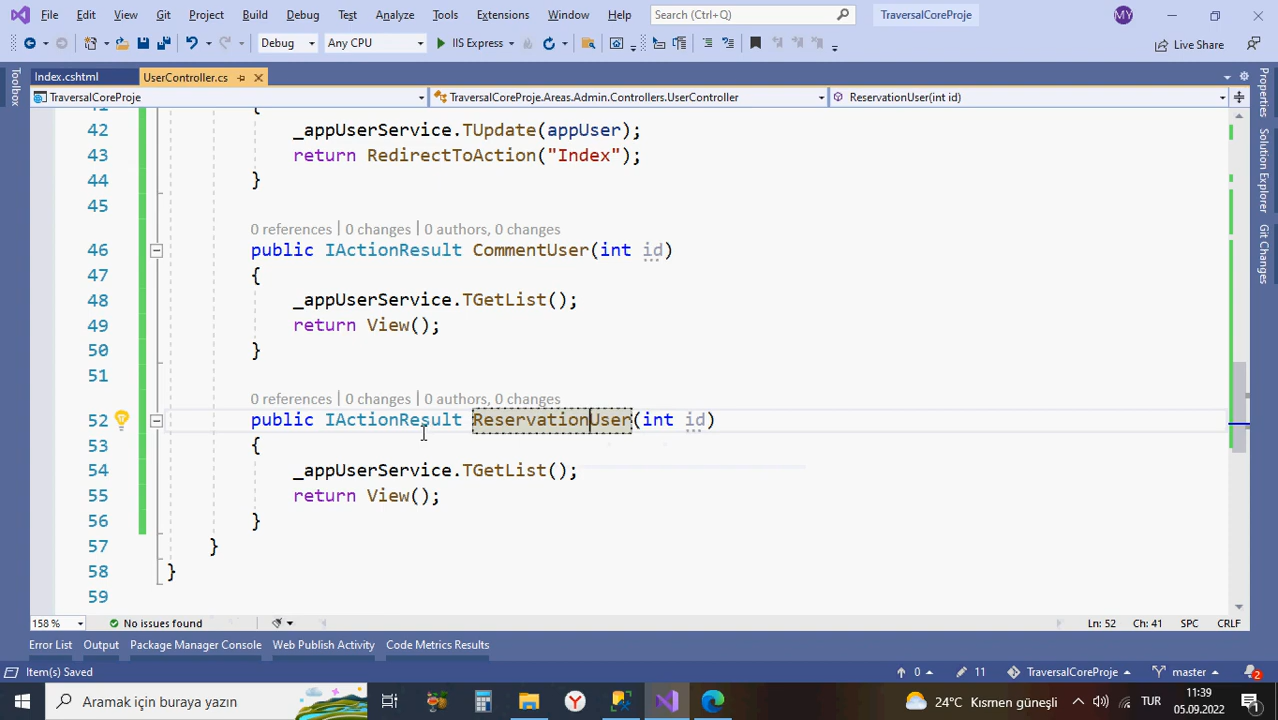 File Edit View Git Project Build Debug Test Analyze Tools Extensions Window Help Search (Ctrl+Q) TraversalCoreProje MY
Debug Any CPU IIS Express Live Share
Toolbox
Index.cshtml UserController.cs
TraversalCoreProje TraversalCoreProje.Areas.Admin.Controllers.UserController ReservationUser(int id)
Properties
Solution Explorer
Git Changes
41 {
42 _appUserService.TUpdate(appUser);
43 return RedirectToAction("Index");
44 }
45
0 references | 0 changes | 0 authors, 0 changes
46 public IActionResult CommentUser(int id)
47 {
48 _appUserService.TGetList();
49 return View();
50 }
51
0 references | 0 changes | 0 authors, 0 changes
52 public IActionResult ReservationUser(int id)
53 {
54 _appUserService.TGetList();
55 return View();
56 }
57 }
58 }
59
158 % No issues found Ln: 52 Ch: 41 SPC CRLF
Error List Output Package Manager Console Web Publish Activity Code Metrics Results
Item(s) Saved 0 11 TraversalCoreProje master 2
Aramak için buraya yazın 24°C Kısmen güneşli TUR 11:39
05.09.2022 1